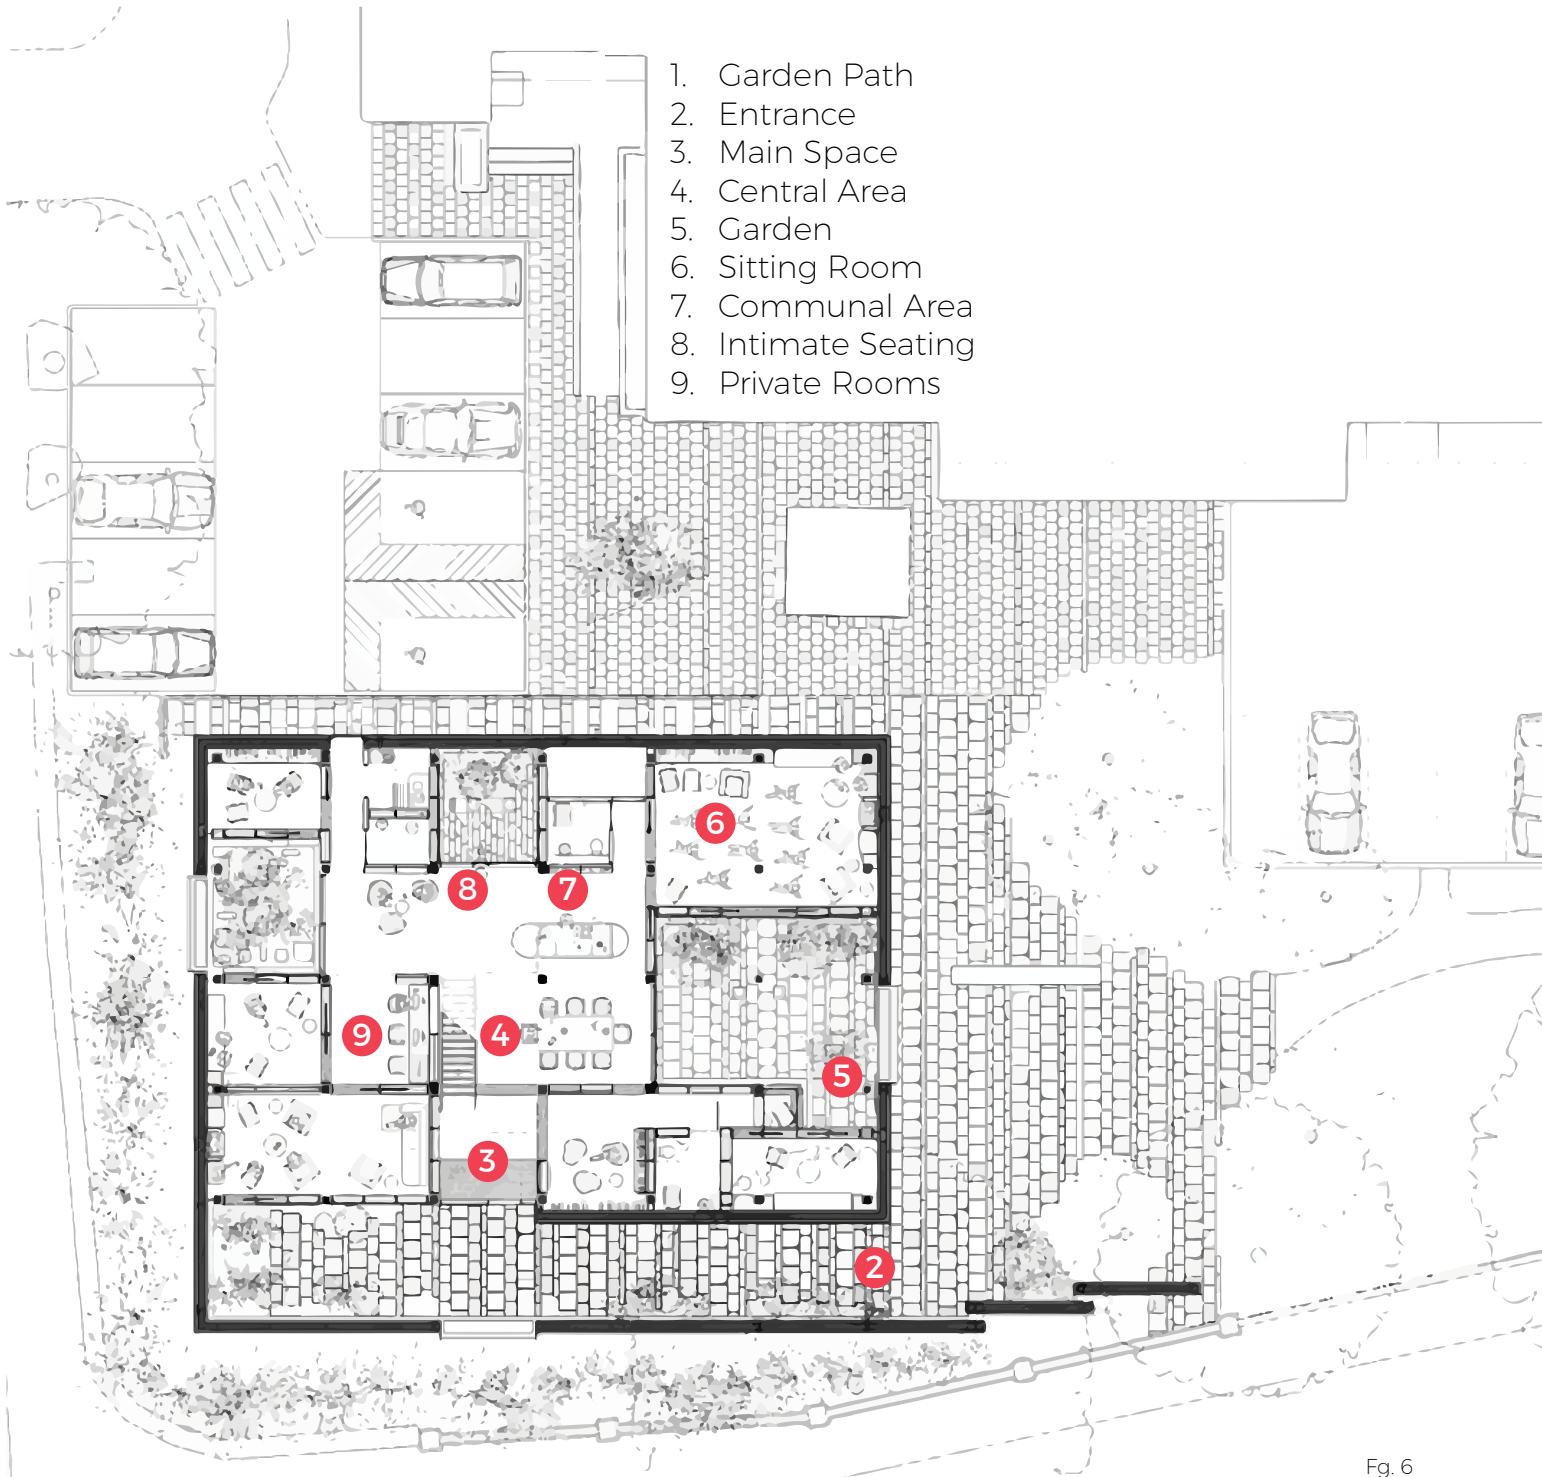 1. Garden Path
2. Entrance
3. Main Space
4. Central Area
5. Garden
6. Sitting Room
7. Communal Area
8. Intimate Seating
9. Private Rooms
6
8
7
9
4
5
3
2
Fg. 6